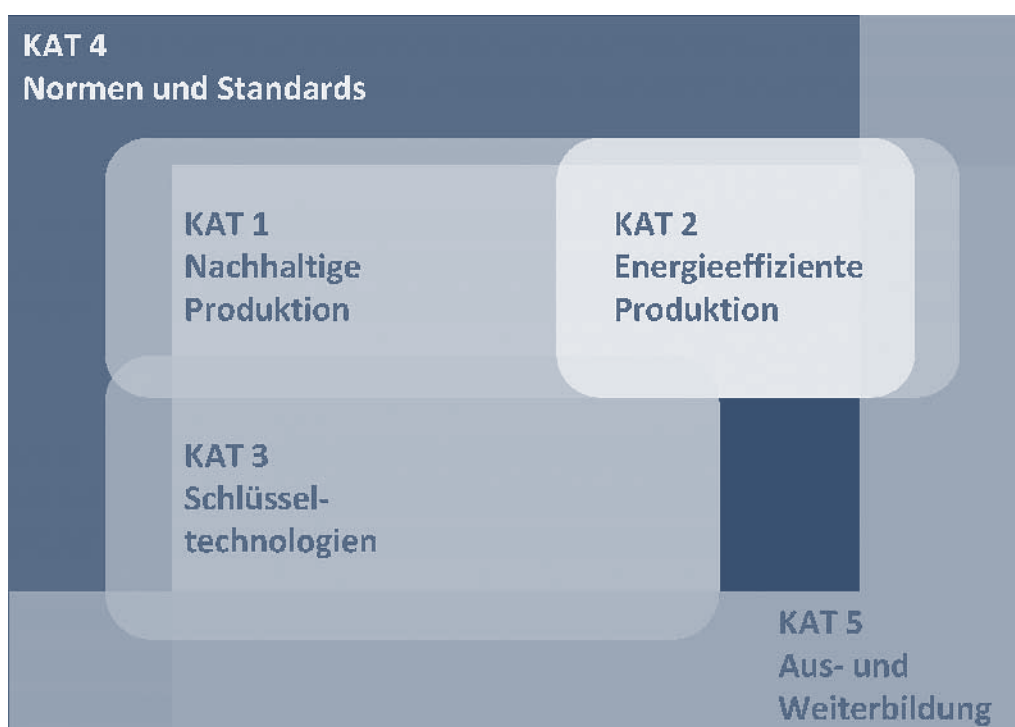 KAT 4
Normen und Standards
KAT 1
Nachhaltige
Produktion
KAT 2
Energieeffiziente
Produktion
KAT 3
Schlüssel-
technologien
KAT 5
Aus- und
Weiterbildung